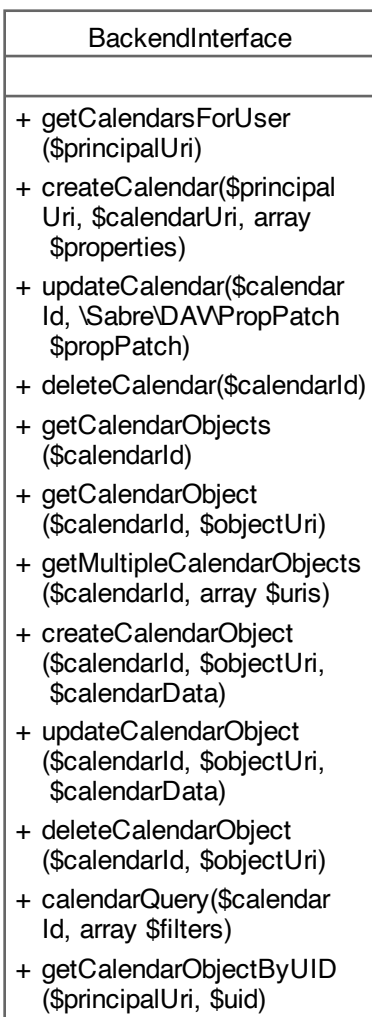 BackendInterface
+ getCalendarsForUser
($principalUri)
+ createCalendar($principal
Uri, $calendarUri, array
$properties)
+ updateCalendar($calendar
Id, \Sabre\DAV\PropPatch
$propPatch)
+ deleteCalendar($calendarId)
+ getCalendarObjects
($calendarId)
+ getCalendarObject
($calendarId, $objectUri)
+ getMultipleCalendarObjects
($calendarId, array $uris)
+ createCalendarObject
($calendarId, $objectUri,
$calendarData)
+ updateCalendarObject
($calendarId, $objectUri,
$calendarData)
+ deleteCalendarObject
($calendarId, $objectUri)
+ calendarQuery($calendar
Id, array $filters)
+ getCalendarObjectByUID
($principalUri, $uid)